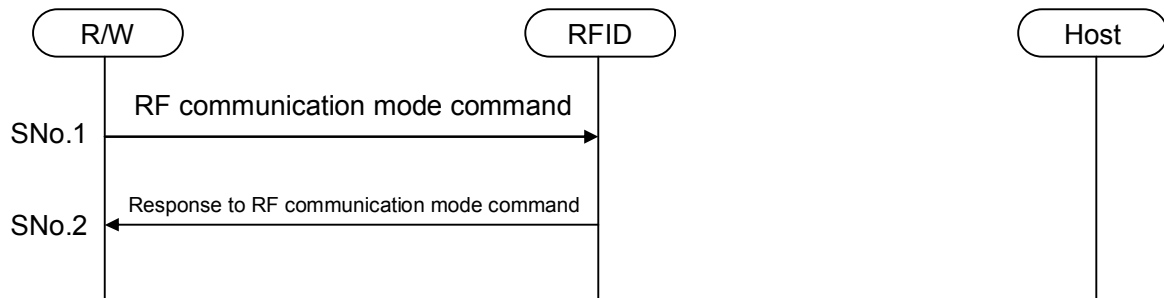 R/W
RFID
Host
RF communication mode command
SNo.1
Response to RF communication mode command
SNo.2